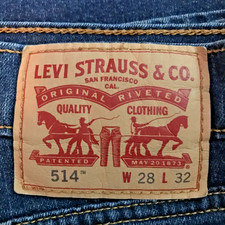 LEVI STRAUSS & CO.
SAN FRANCISCO
CAL.
ORIGINAL RIVETED
QUALITY CLOTHING
PATENTED MAY 20 1873
514™ W 28 L 32